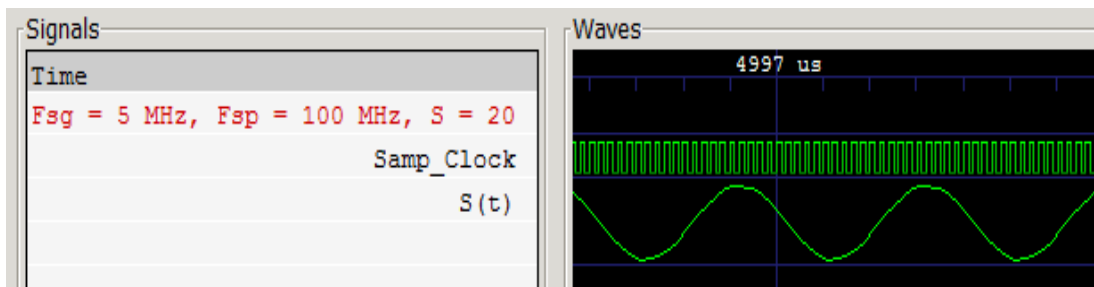 Signals
Waves
Time
4997 us
Fsg = 5 MHz, Fsp = 100 MHz, S = 20
Samp_Clock
S(t)